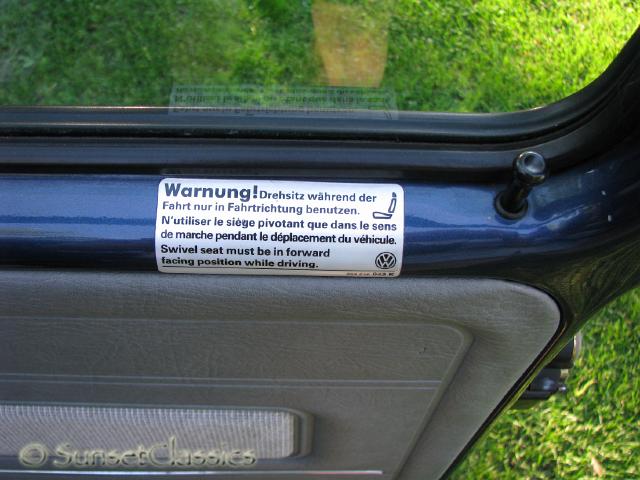 Warnung! Drehsitz während der
Fahrt nur in Fahrtrichtung benutzen.
N'utiliser le siège pivotant que dans le sens
de marche pendant le déplacement du véhicule.
Swivel seat must be in forward
facing position while driving.
© SunsetClassics